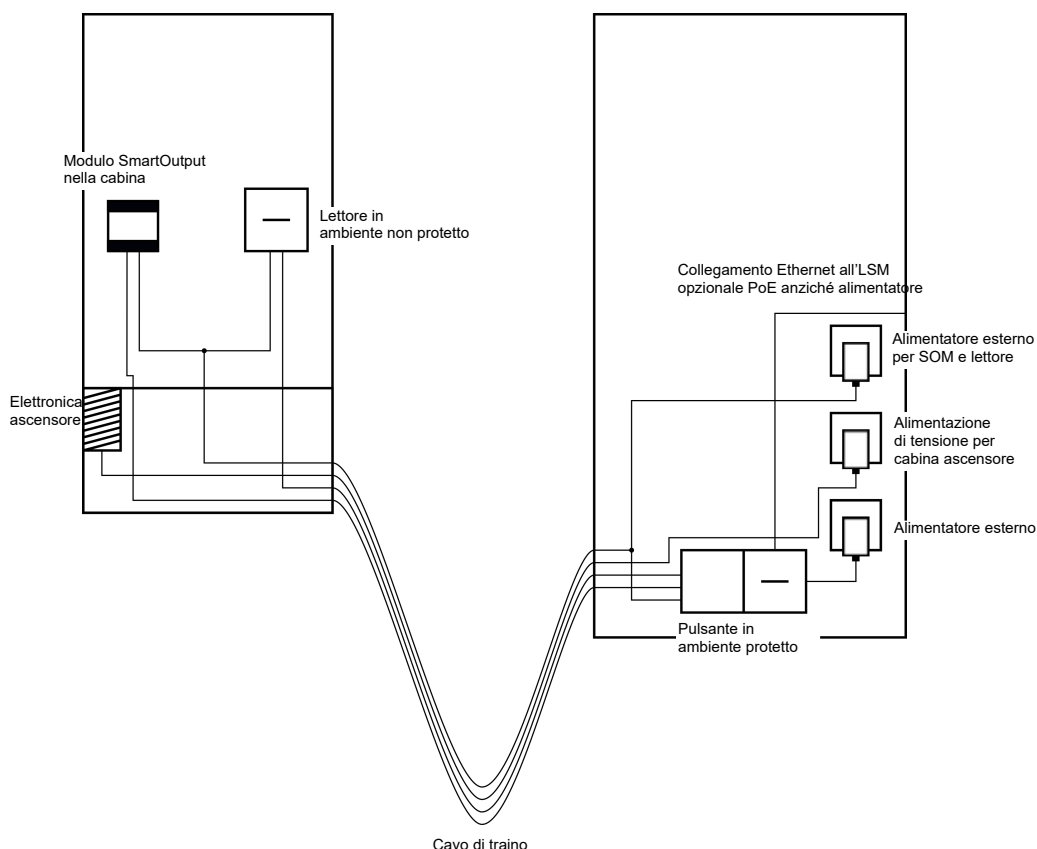 Modulo SmartOutput
nella cabina
Lettore in
ambiente non protetto
Collegamento Ethernet all'LSM
opzionale PoE anziché alimentatore
Alimentatore esterno
per SOM e lettore
Elettronica
ascensore
Alimentazione
di tensione per
cabina ascensore
Alimentatore esterno
Pulsante in
ambiente protetto
Cavo di traino